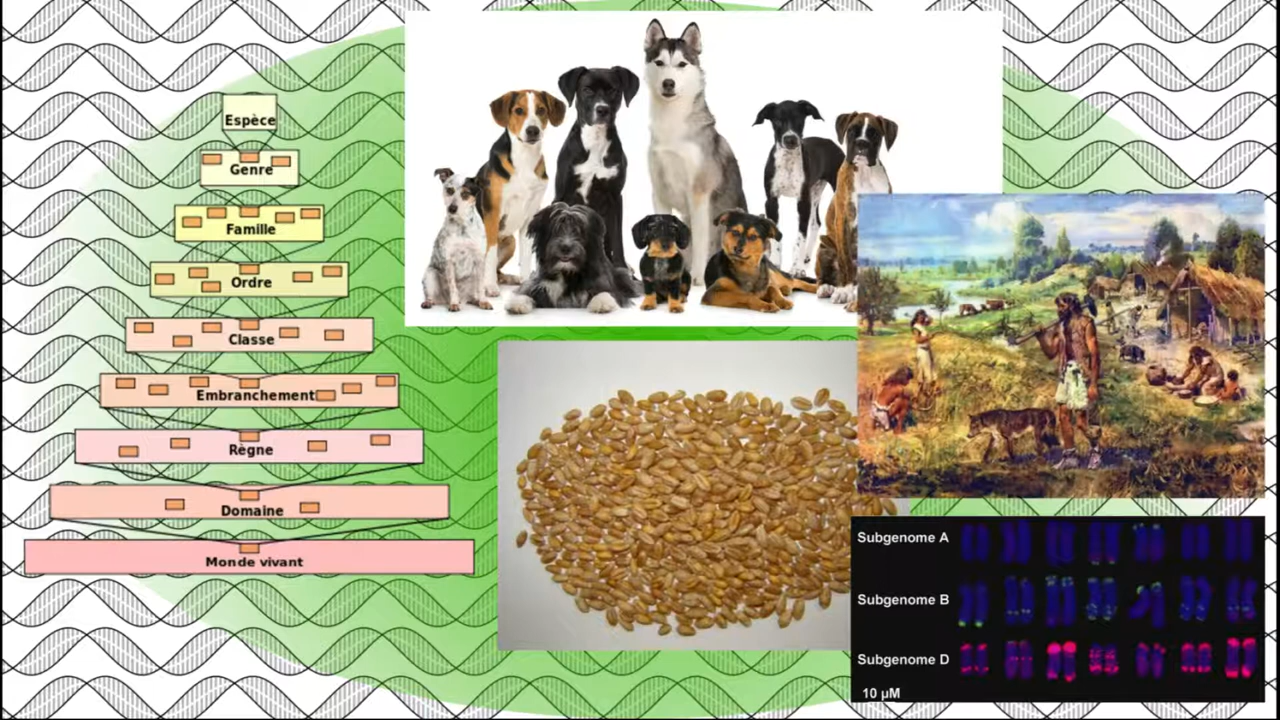 Espèce
Genre
Famille
Ordre
Classe
Embranchement
Règne
Domaine
Monde vivant
Subgenome A
Subgenome B
Subgenome D
10 µM